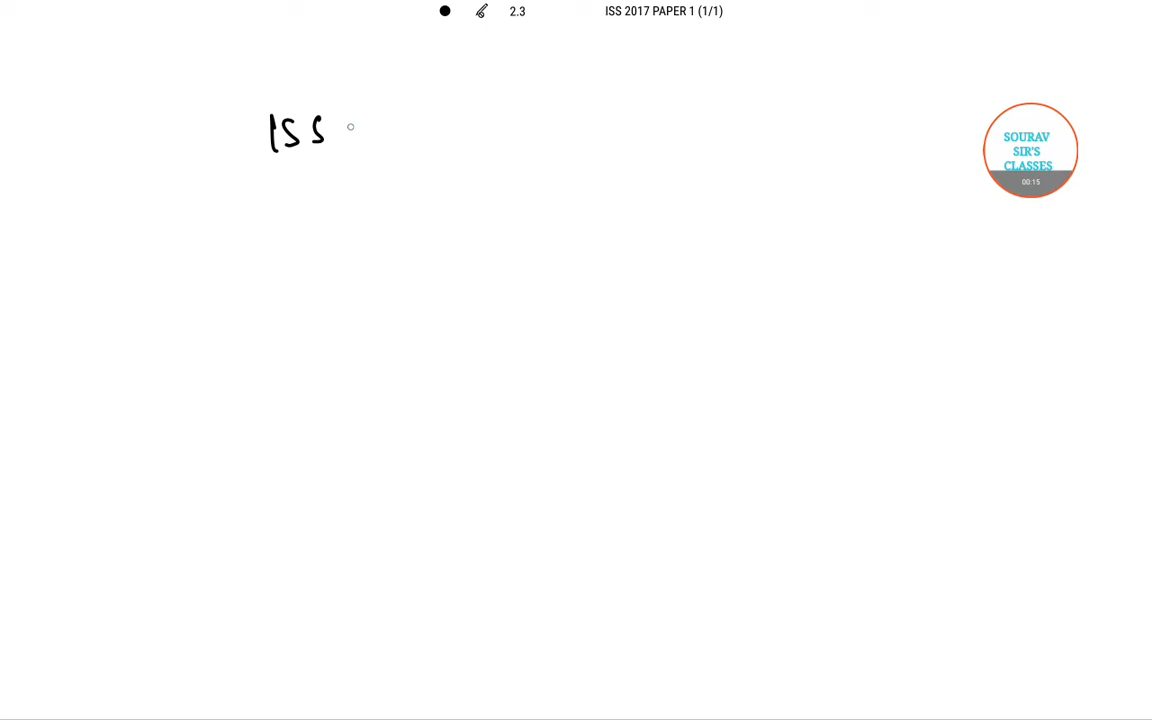 2.3 ISS 2017 PAPER 1 (1/1)
ISS
SOURAV
SIR'S
CLASSES
00:15